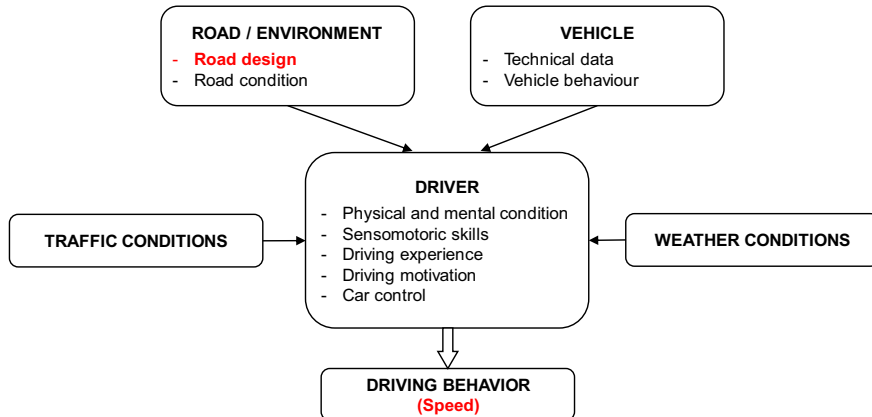 ROAD / ENVIRONMENT
- Road design
- Road condition
VEHICLE
- Technical data
- Vehicle behaviour
DRIVER
- Physical and mental condition
- Sensomotoric skills
- Driving experience
- Driving motivation
- Car control
TRAFFIC CONDITIONS
WEATHER CONDITIONS
DRIVING BEHAVIOR
(Speed)